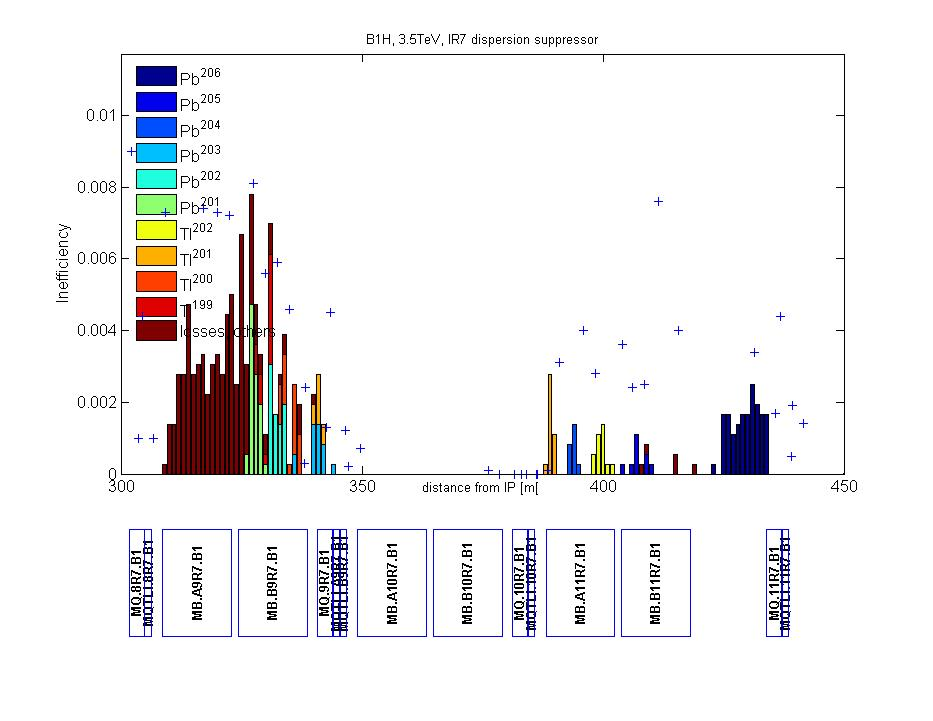 B1H, 3.5TeV, IR7 dispersion suppressor
Inefficiency
0.01
0.008
0.006
0.004
0.002
0
Pb206
Pb205
Pb204
Pb203
Pb202
Pb201
Tl202
Tl201
Tl200
Tl199
losses others
300
350
400
450
distance from IP [m[
MQ.8R7.B1
MQTLI.8R7.B1
MB.A9R7.B1
MB.B9R7.B1
MQ.9R7.B1
MB.A10R7.B1
MB.B10R7.B1
MQ.10R7.B1
MQTLI.10R7.B1
MB.A11R7.B1
MB.B11R7.B1
MQ.11R7.B1
MQTLI.11R7.B1